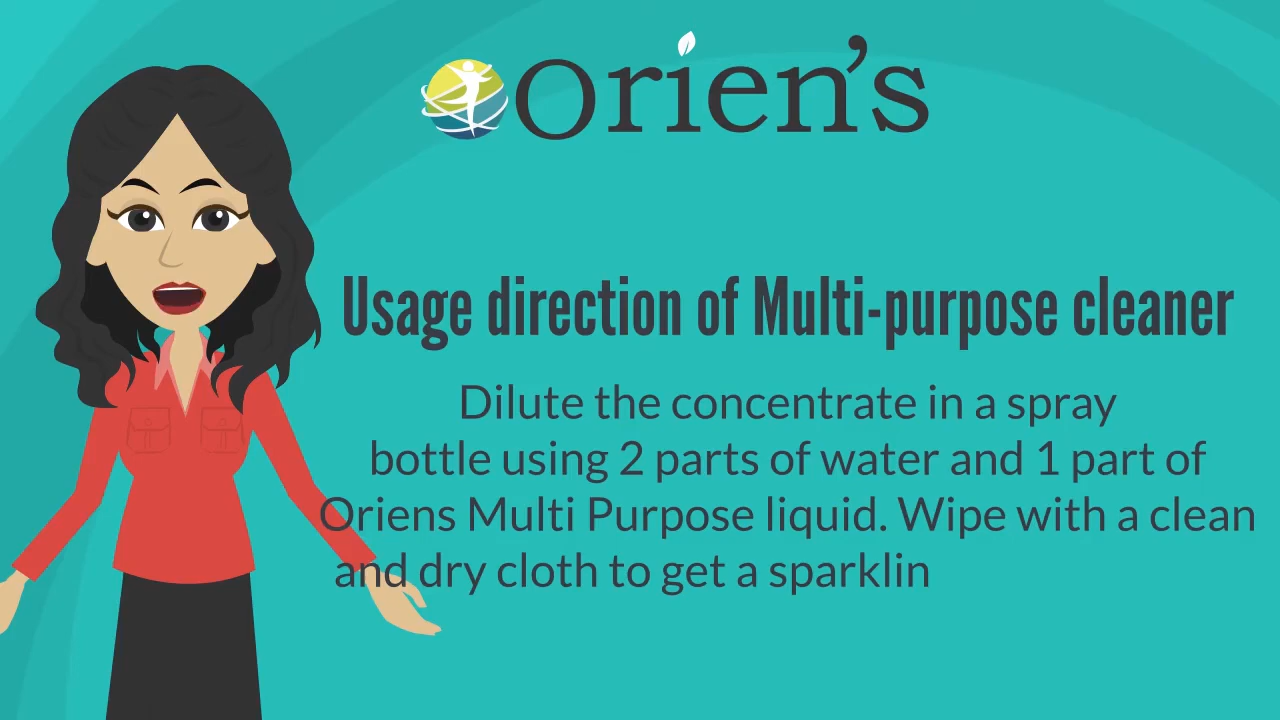 Orien's
Usage direction of Multi-purpose cleaner
Dilute the concentrate in a spray
bottle using 2 parts of water and 1 part of
Oriens Multi Purpose liquid. Wipe with a clean
and dry cloth to get a sparklin